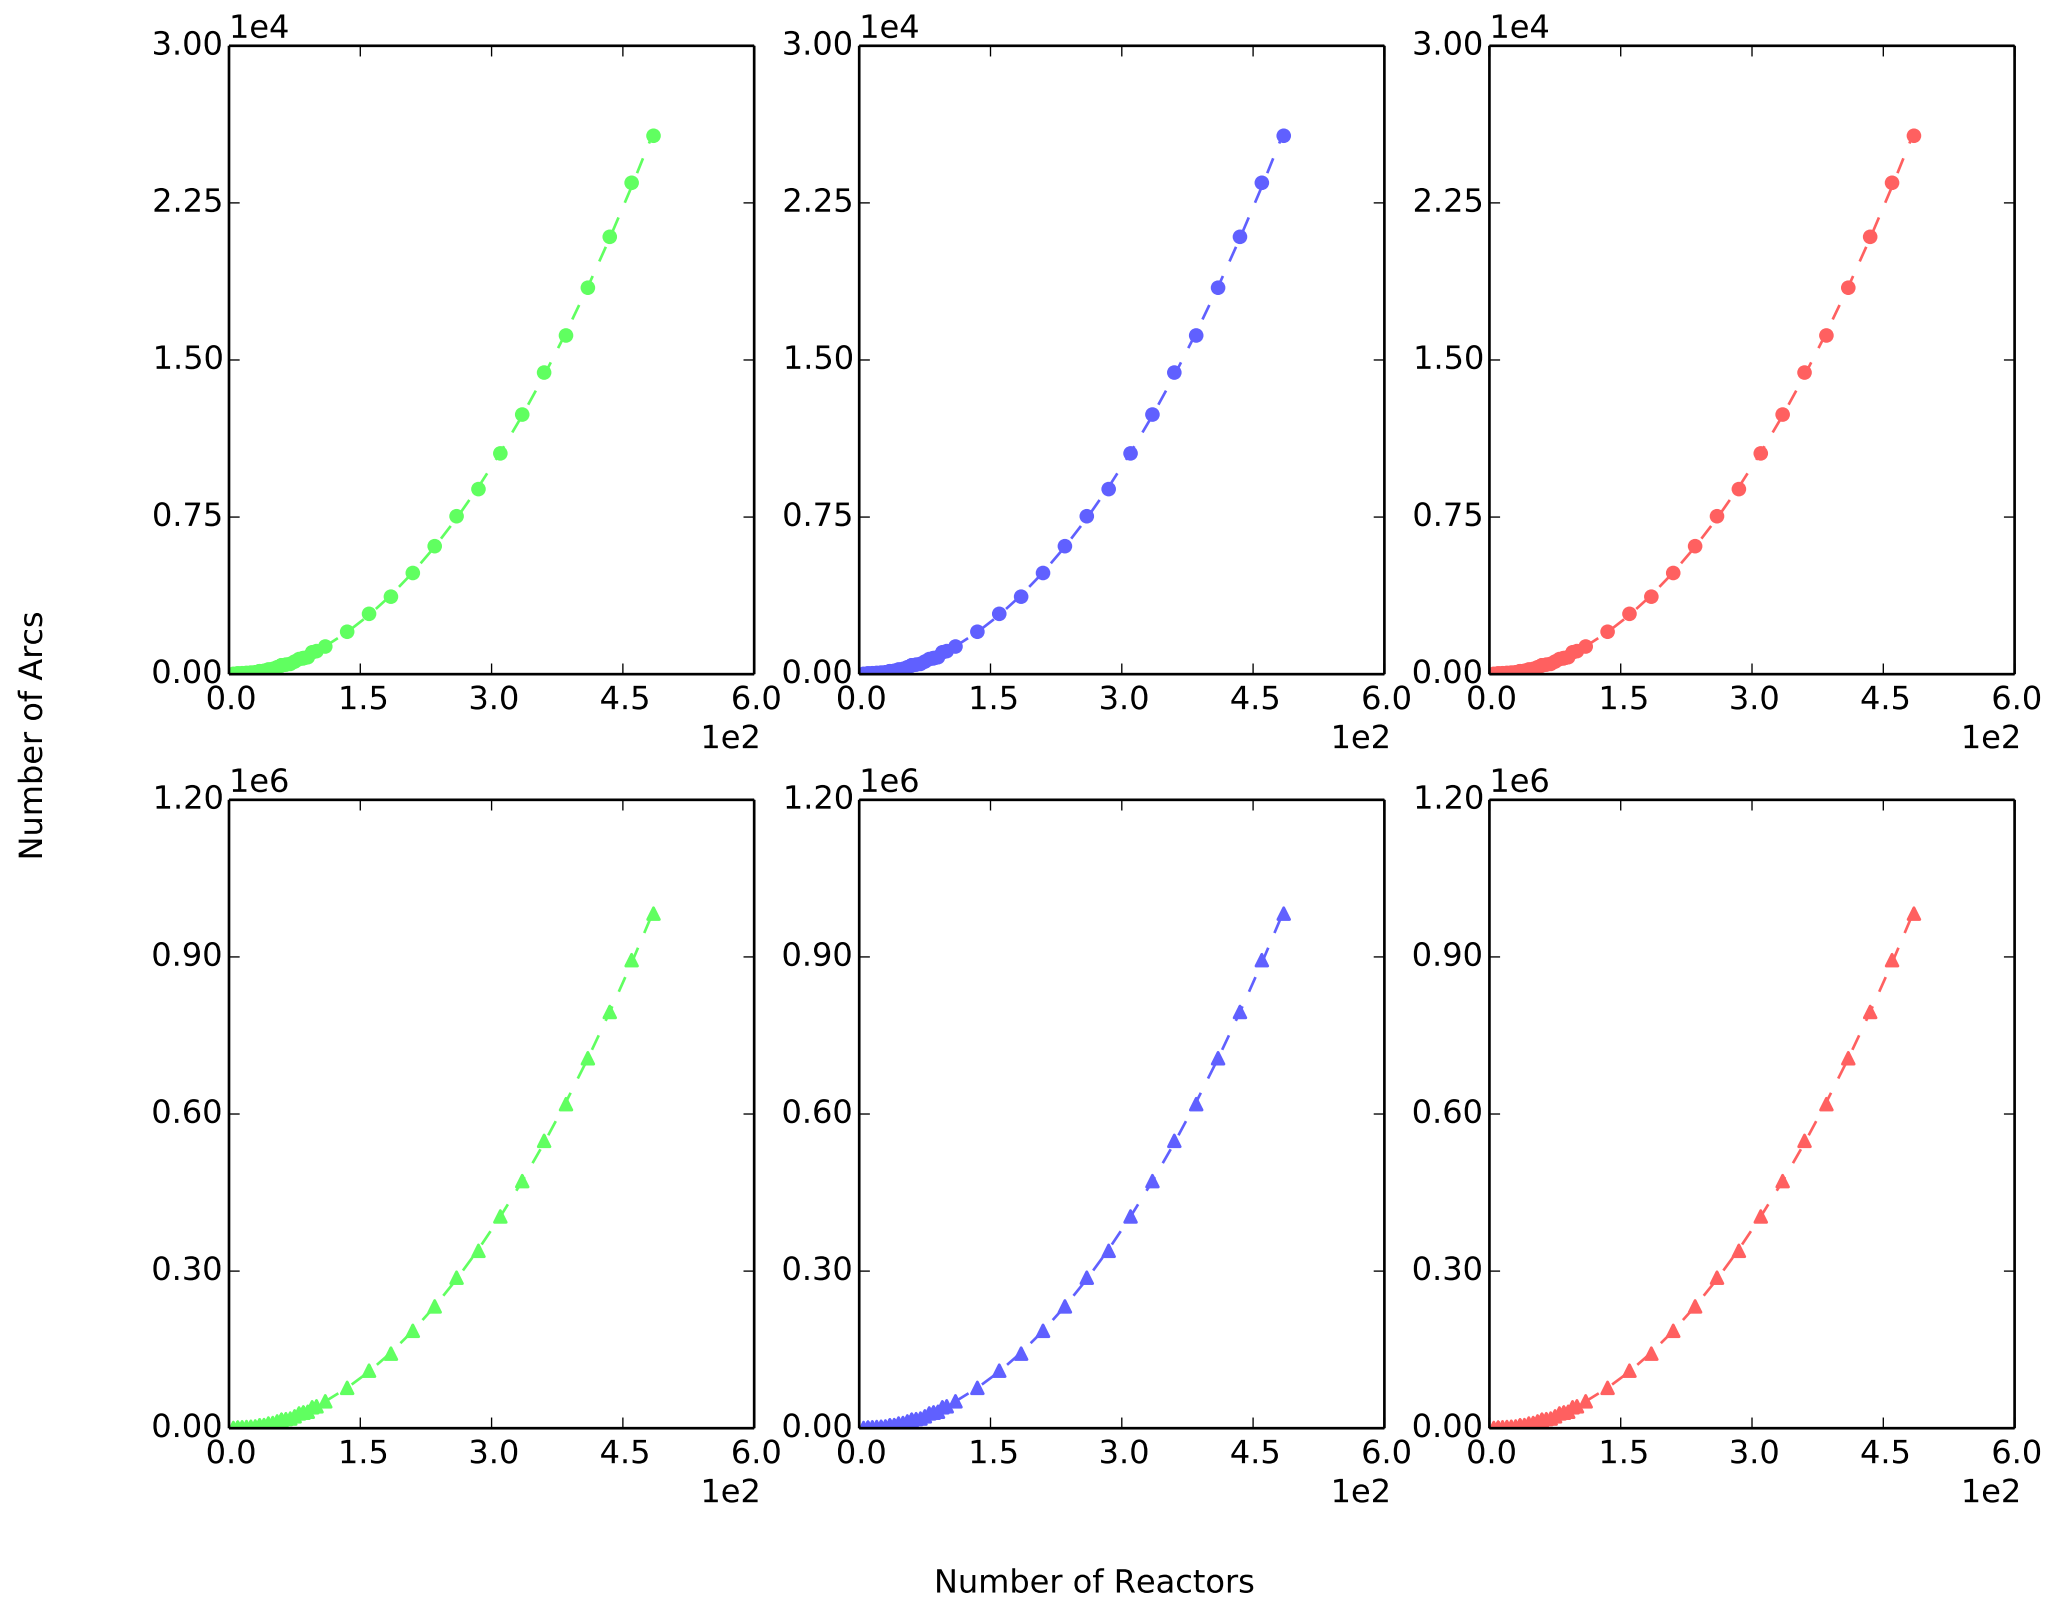 1e4 1e4 1e4
3.00 3.00 3.00
2.25 2.25 2.25
1.50 1.50 1.50
0.75 0.75 0.75
0.00 0.00 0.00
0.0 1.5 3.0 4.5 6.0 0.0 1.5 3.0 4.5 6.0 0.0 1.5 3.0 4.5 6.0
1e2 1e2 1e2
Number of Arcs
1e6 1e6 1e6
1.20 1.20 1.20
0.90 0.90 0.90
0.60 0.60 0.60
0.30 0.30 0.30
0.00 0.00 0.00
0.0 1.5 3.0 4.5 6.0 0.0 1.5 3.0 4.5 6.0 0.0 1.5 3.0 4.5 6.0
1e2 1e2 1e2
Number of Reactors